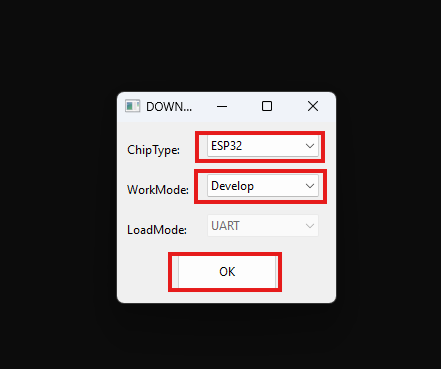 DOWN...
ChipType: ESP32
WorkMode: Develop
LoadMode: UART
OK